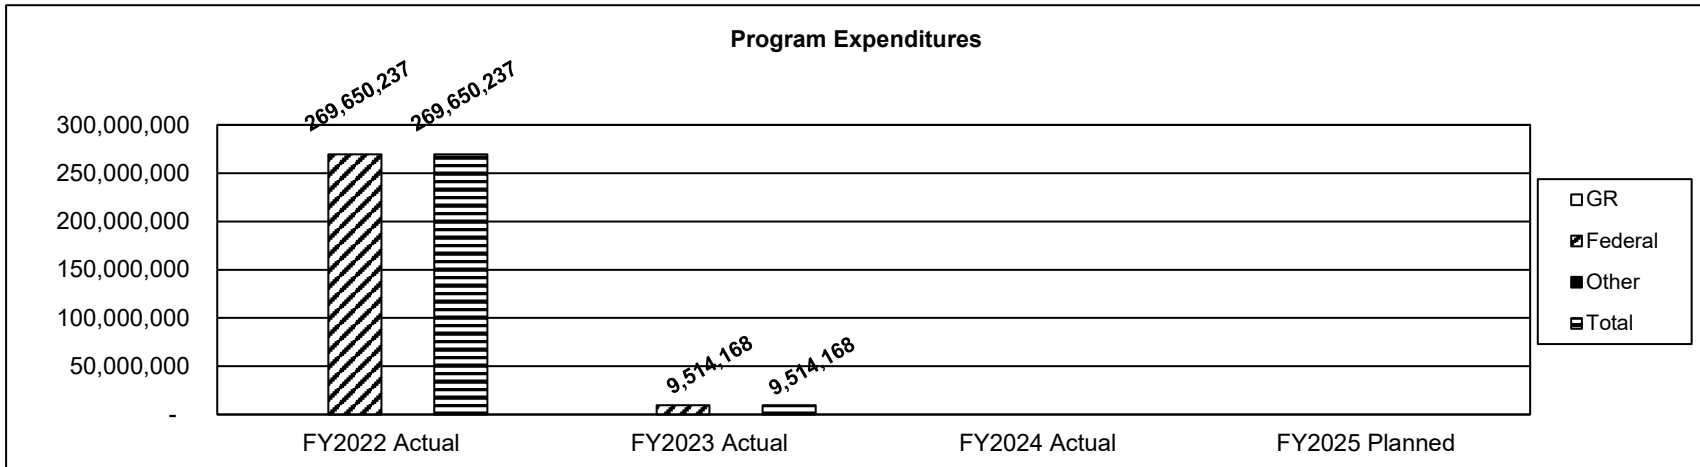 Program Expenditures
269,650,237
269,650,237
300,000,000
250,000,000
200,000,000
150,000,000
100,000,000
50,000,000
-
9,514,168
9,514,168
FY2022 Actual
FY2023 Actual
FY2024 Actual
FY2025 Planned
GR
Federal
Other
Total